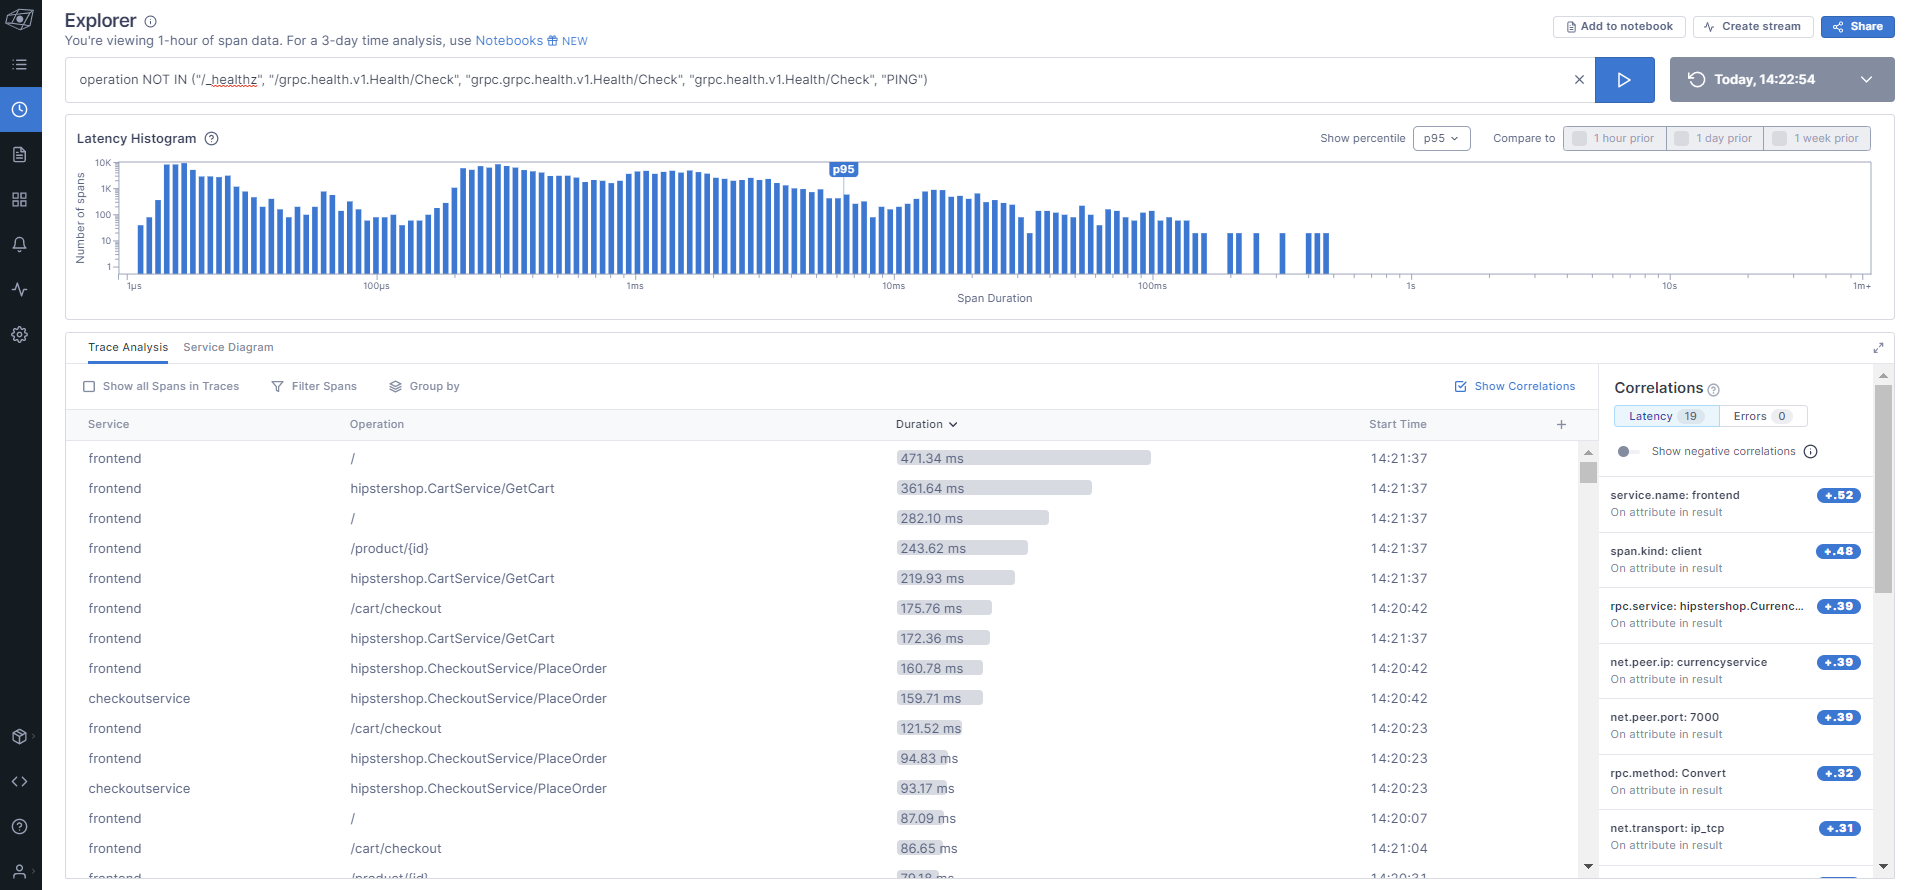 Explorer
You're viewing 1-hour of span data. For a 3-day time analysis, use Notebooks NEW
Add to notebook
Create stream
Share
operation NOT IN ("/_healthz", "/grpc.health.v1.Health/Check", "grpc.grpc.health.v1.Health/Check", "grpc.health.v1.Health/Check", "PING")
Today, 14:22:54
Latency Histogram
Show percentile p95
Compare to 1 hour prior 1 day prior 1 week prior
p95
Number of spans
10K
1K
100
10
1
1µs 100µs 1ms 10ms 100ms 1s 10s 1m+
Span Duration
Trace Analysis Service Diagram
Show all Spans in Traces Filter Spans Group by Show Correlations
Service Operation Duration Start Time +
frontend / 471.34 ms 14:21:37
frontend hipstershop.CartService/GetCart 361.64 ms 14:21:37
frontend / 282.10 ms 14:21:37
frontend /product/{id} 243.62 ms 14:21:37
frontend hipstershop.CartService/GetCart 219.93 ms 14:21:37
frontend /cart/checkout 175.76 ms 14:20:42
frontend hipstershop.CartService/GetCart 172.36 ms 14:21:37
frontend hipstershop.CheckoutService/PlaceOrder 160.78 ms 14:20:42
checkoutservice hipstershop.CheckoutService/PlaceOrder 159.71 ms 14:20:42
frontend /cart/checkout 121.52 ms 14:20:23
frontend hipstershop.CheckoutService/PlaceOrder 94.83 ms 14:20:23
checkoutservice hipstershop.CheckoutService/PlaceOrder 93.17 ms 14:20:23
frontend / 87.09 ms 14:20:07
frontend /cart/checkout 86.65 ms 14:21:04
frontend /product/{id} 79.18 ms 14:20:31
Correlations
Latency 19 Errors 0
Show negative correlations
service.name: frontend +.52
On attribute in result
span.kind: client +.48
On attribute in result
rpc.service: hipstershop.Currenc... +.39
On attribute in result
net.peer.ip: currencyservice +.39
On attribute in result
net.peer.port: 7000 +.39
On attribute in result
rpc.method: Convert +.32
On attribute in result
net.transport: ip_tcp +.31
On attribute in result